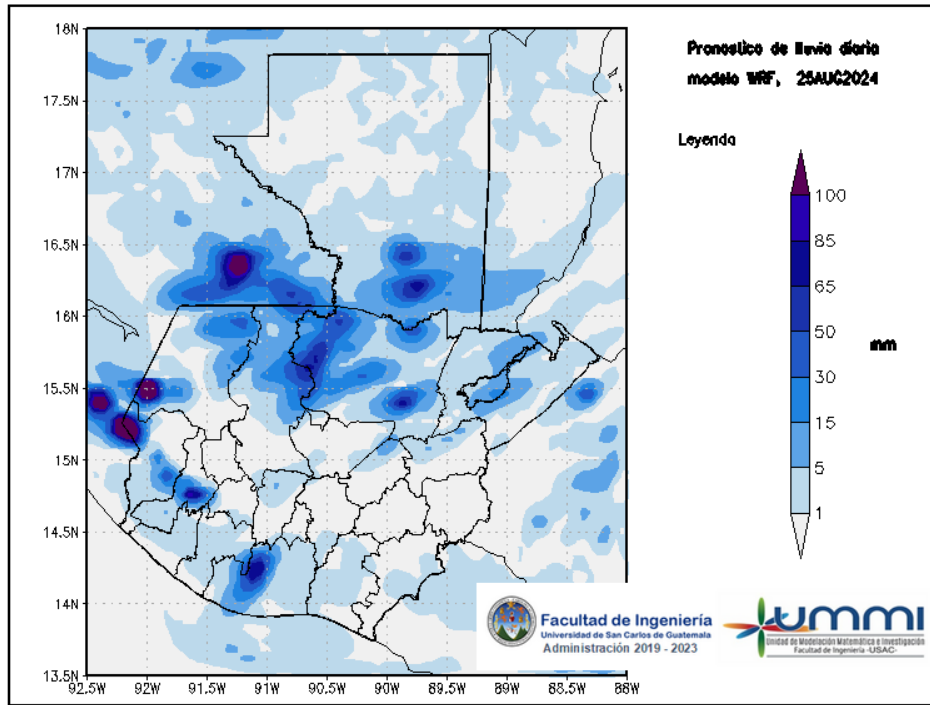 Pronostico de lluvia diaria
modelo WRF, 25AUG2024
Leyenda
100
85
65
50
30
15
5
1
mm
18N
17.5N
17N
16.5N
16N
15.5N
15N
14.5N
14N
13.5N
92.5W
92W
91.5W
91W
90.5W
90W
89.5W
89W
88.5W
88W
Facultad de Ingeniería
Universidad de San Carlos de Guatemala
Administración 2019 - 2023
ummi
Unidad de Modelación Matemática e Investigación
Facultad de Ingeniería -USAC-